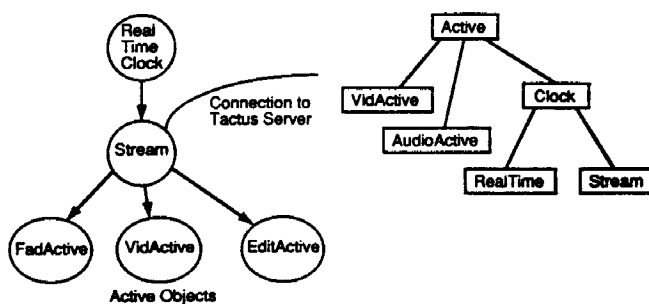 Real
Time
Clock
Connection to
Tactus Server
Stream
FadActive
VidActive
EditActive
Active Objects
Active
VidActive
Clock
AudioActive
RealTime
Stream